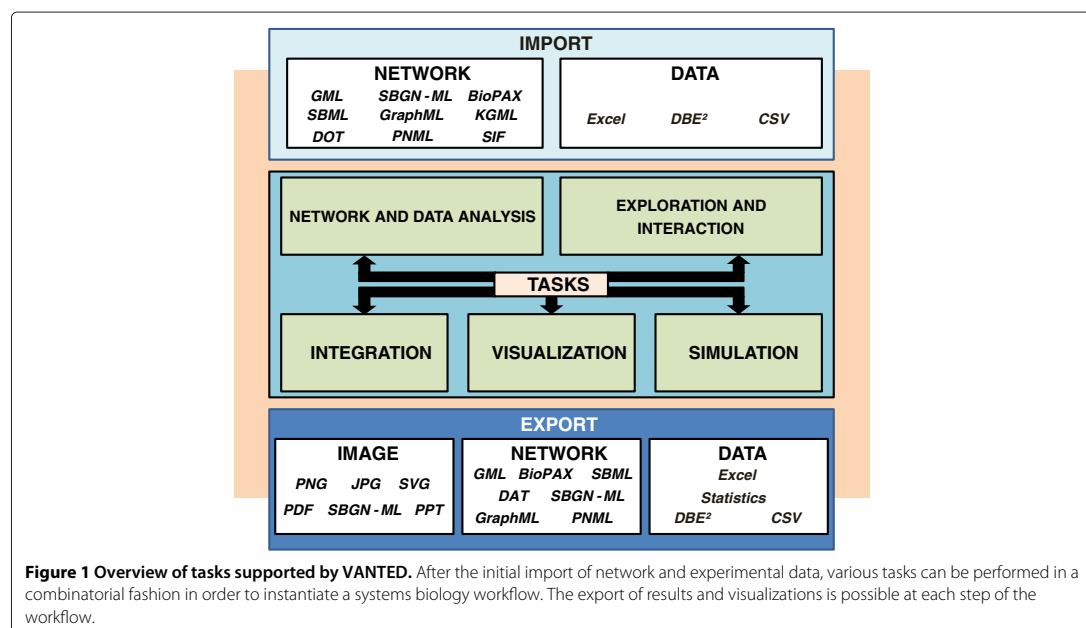 IMPORT
NETWORK
GML SBGN-ML BioPAX
SBML GraphML KGML
DOT PNML SIF
DATA
Excel DBE² CSV
NETWORK AND DATA ANALYSIS
EXPLORATION AND
INTERACTION
TASKS
INTEGRATION
VISUALIZATION
SIMULATION
EXPORT
IMAGE
PNG JPG SVG
PDF SBGN-ML PPT
NETWORK
GML BioPAX SBML
DAT SBGN-ML
GraphML PNML
DATA
Excel
Statistics
DBE² CSV
Figure 1 Overview of tasks supported by VANTED. After the initial import of network and experimental data, various tasks can be performed in a
combinatorial fashion in order to instantiate a systems biology workflow. The export of results and visualizations is possible at each step of the
workflow.